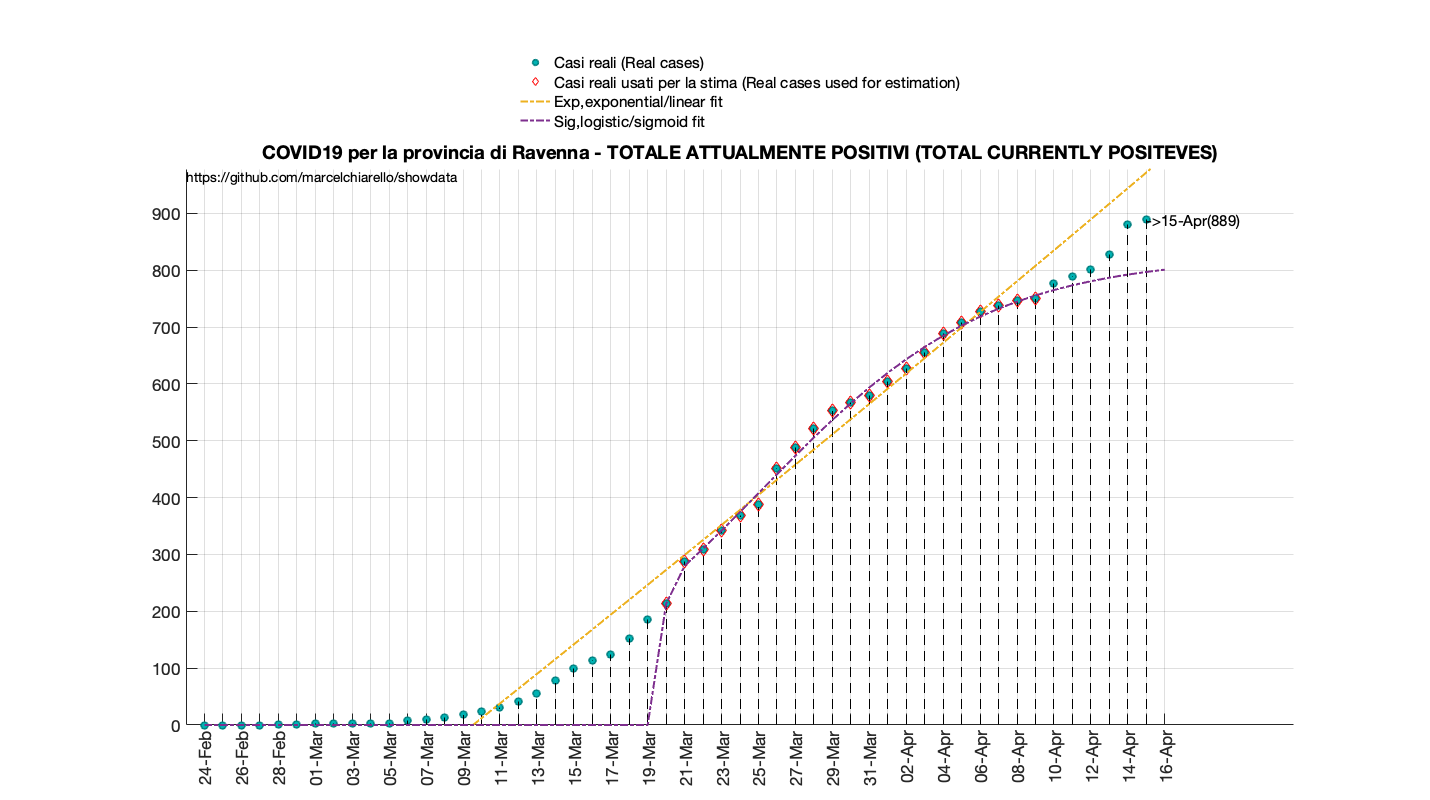 Casi reali (Real cases)
Casi reali usati per la stima (Real cases used for estimation)
Exp,exponential/linear fit
Sig,logistic/sigmoid fit
COVID19 per la provincia di Ravenna - TOTALE ATTUALMENTE POSITIVI (TOTAL CURRENTLY POSITEVES)
https://github.com/marcelchiarello/showdata
900
->15-Apr(889)
800
700
600
500
400
300
200
100
0
24-Feb
26-Feb
28-Feb
01-Mar
03-Mar
05-Mar
07-Mar
09-Mar
11-Mar
13-Mar
15-Mar
17-Mar
19-Mar
21-Mar
23-Mar
25-Mar
27-Mar
29-Mar
31-Mar
02-Apr
04-Apr
06-Apr
08-Apr
10-Apr
12-Apr
14-Apr
16-Apr